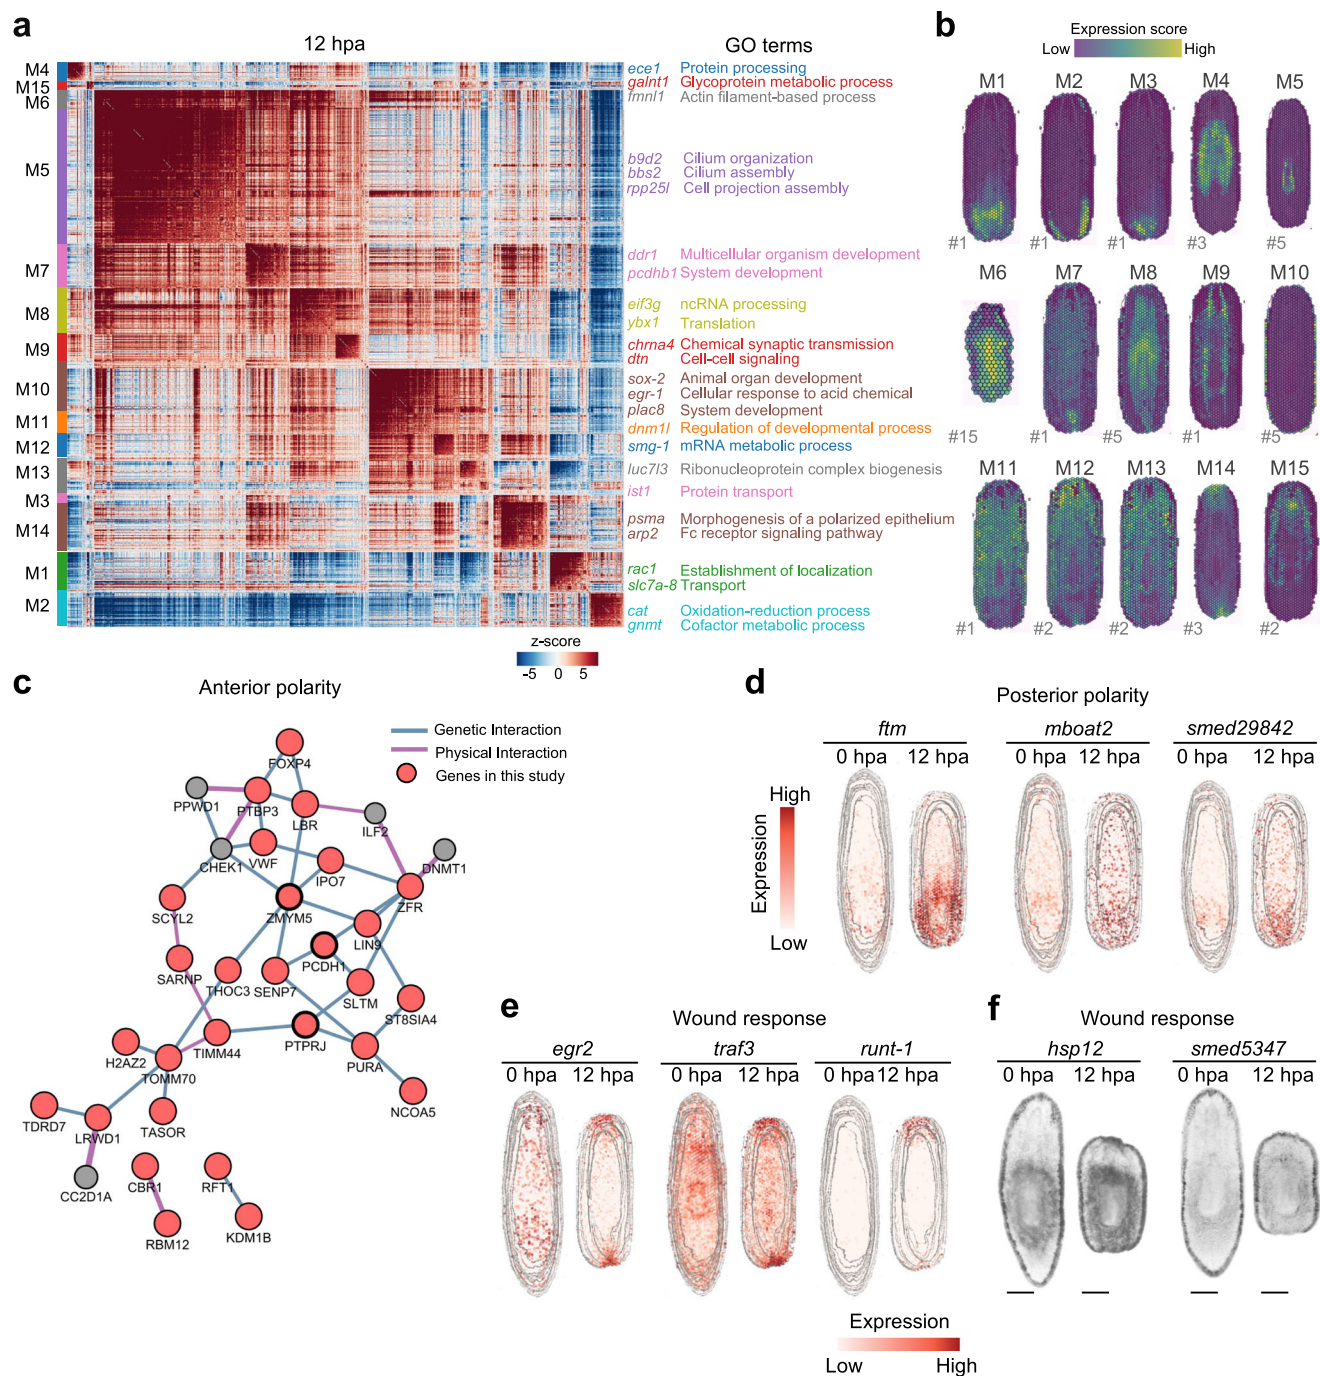 a
12 hpa
GO terms
M4
M15
M6
M5
M7
M8
M9
M10
M11
M12
M13
M3
M14
M1
M2
ece1 Protein processing
galnt1 Glycoprotein metabolic process
fmnl1 Actin filament-based process
b9d2 Cilium organization
bbs2 Cilium assembly
rpp25l Cell projection assembly
ddr1 Multicellular organism development
pcdhb1 System development
eif3g ncRNA processing
ybx1 Translation
chrna4 Chemical synaptic transmission
dtn Cell-cell signaling
sox-2 Animal organ development
egr-1 Cellular response to acid chemical
plac8 System development
dnm1l Regulation of developmental process
smg-1 mRNA metabolic process
luc7l3 Ribonucleoprotein complex biogenesis
ist1 Protein transport
psma Morphogenesis of a polarized epithelium
arp2 Fc receptor signaling pathway
rac1 Establishment of localization
slc7a-8 Transport
cat Oxidation-reduction process
gnmt Cofactor metabolic process
z-score
-5 0 5
b
Expression score
Low High
M1 M2 M3 M4 M5
#1 #1 #1 #3 #5
M6 M7 M8 M9 M10
#15 #1 #5 #1 #5
M11 M12 M13 M14 M15
#1 #2 #2 #3 #2
c
Anterior polarity
Genetic Interaction
Physical Interaction
Genes in this study
FOXP4
PPWD1
PTBP3
LBR
ILF2
CHEK1
VWF
IPO7
DNMT1
SCYL2
ZMYM5
ZFR
LIN9
PCDH1
SARNP
THOC3
SENP7
SLTM
ST8SIA4
PTPRJ
TIMM44
H2AZ2
TOMM70
PURA
NCOA5
TDRD7
LRWD1
TASOR
CC2D1A
CBR1
RFT1
RBM12
KDM1B
d
Posterior polarity
ftm mboat2 smed29842
0 hpa 12 hpa 0 hpa 12 hpa 0 hpa 12 hpa
High
Expression
Low
e
Wound response
egr2 traf3 runt-1
0 hpa 12 hpa 0 hpa 12 hpa 0 hpa 12 hpa
Expression
Low High
f
Wound response
hsp12 smed5347
0 hpa 12 hpa 0 hpa 12 hpa